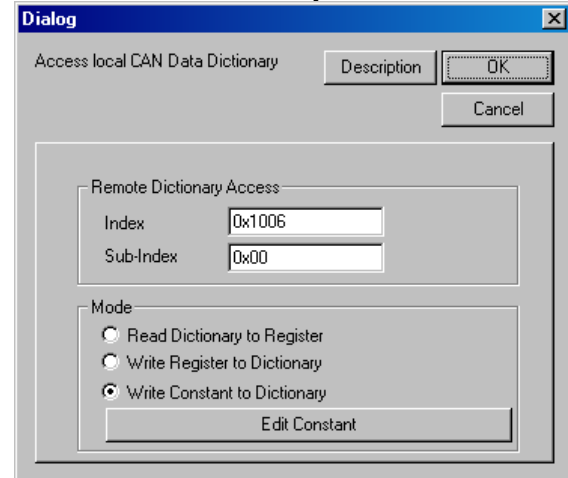 Dialog
Access local CAN Data Dictionary
Description
OK
Cancel
Remote Dictionary Access
Index 0x1006
Sub-Index 0x00
Mode
Read Dictionary to Register
Write Register to Dictionary
Write Constant to Dictionary
Edit Constant